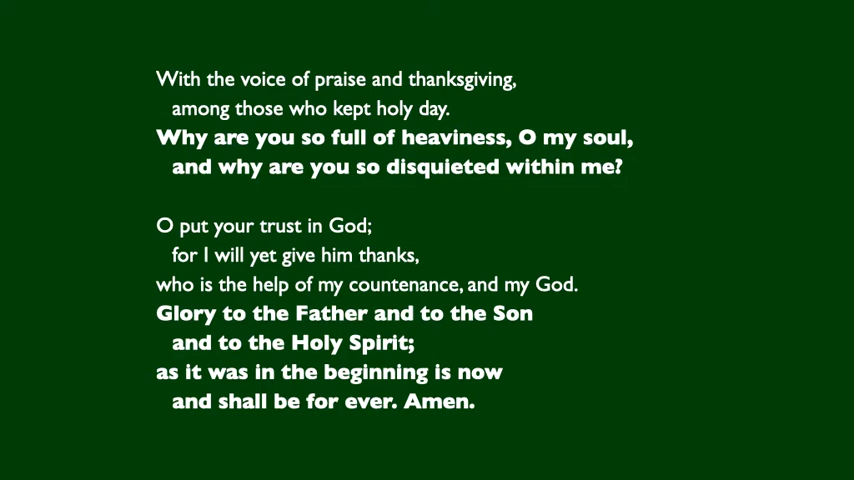 With the voice of praise and thanksgiving,
among those who kept holy day.
Why are you so full of heaviness, O my soul,
and why are you so disquieted within me?
O put your trust in God;
for I will yet give him thanks,
who is the help of my countenance, and my God.
Glory to the Father and to the Son
and to the Holy Spirit;
as it was in the beginning is now
and shall be for ever. Amen.